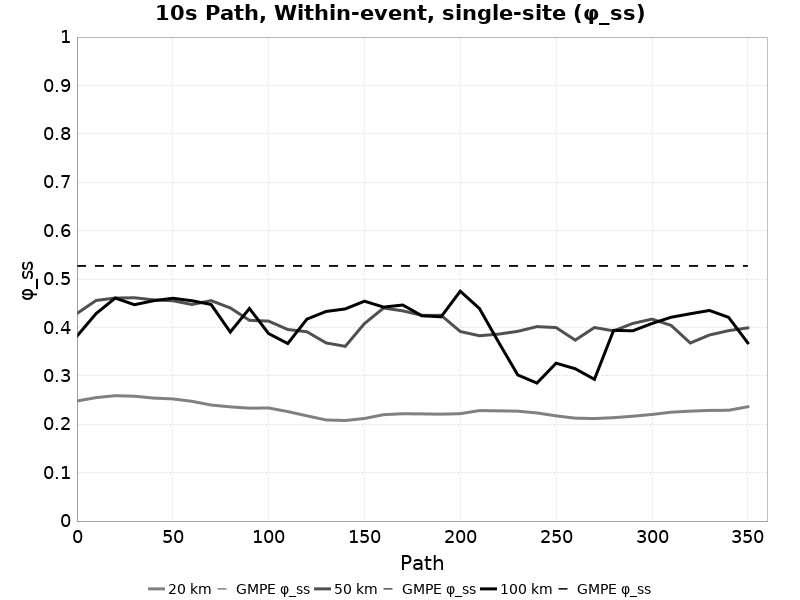 10s Path, Within-event, single-site (φ_ss)
1
0.9
0.8
0.7
0.6
0.5
0.4
0.3
0.2
0.1
0
φ_ss
0 50 100 150 200 250 300 350
Path
20 km GMPE φ_ss 50 km GMPE φ_ss 100 km GMPE φ_ss